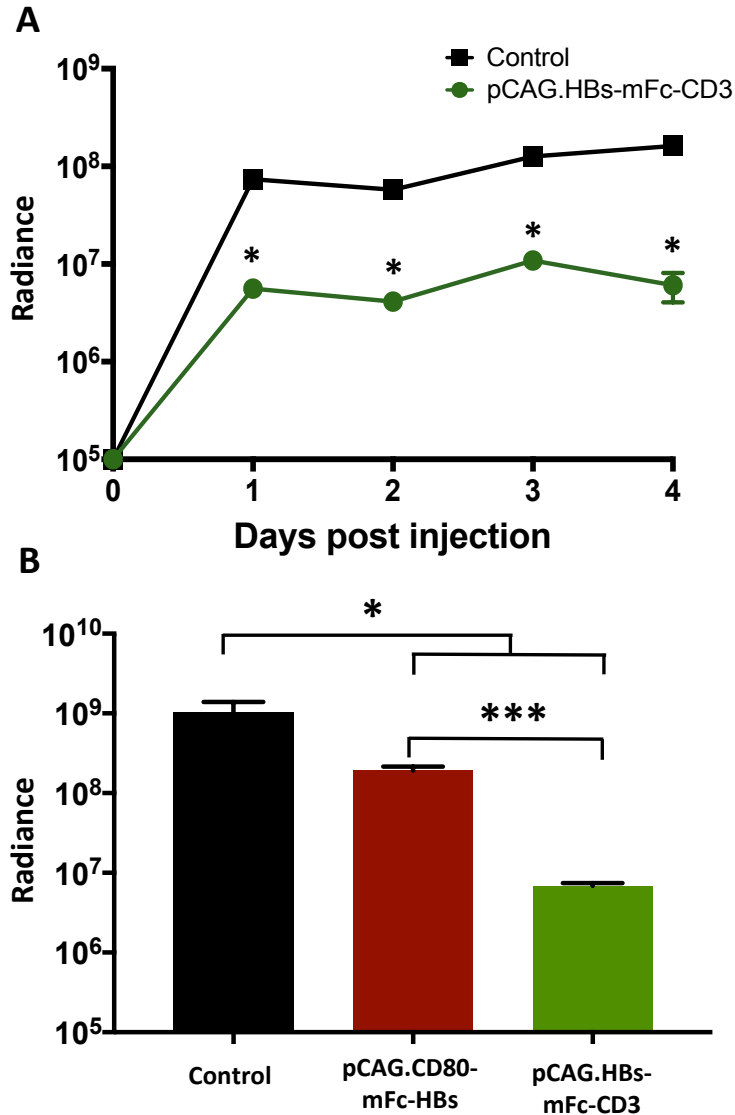 A
Control
pCAG.HBs-mFc-CD3
10⁹
10⁸
10⁷
10⁶
10⁵
Radiance
*
*
*
*
0
1
2
3
4
Days post injection
B
10¹⁰
10⁹
10⁸
10⁷
10⁶
10⁵
Radiance
*
***
Control
pCAG.CD80-
mFc-HBs
pCAG.HBs-
mFc-CD3